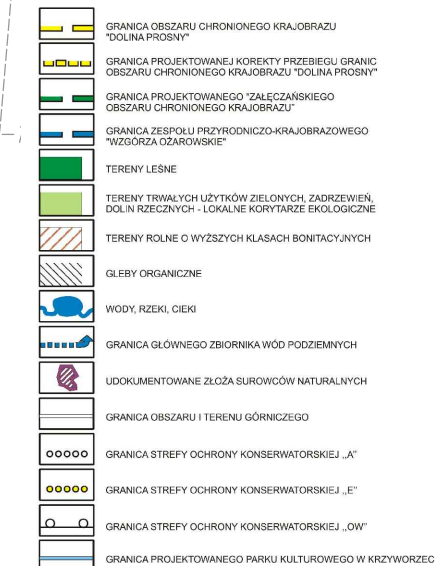 GRANICA OBSZARU CHRONIONEGO KRAJOBRAZU
"DOLINA PROSNY"
GRANICA PROJEKTOWANEJ KOREKTY PRZEBIEGU GRANIC
OBSZARU CHRONIONEGO KRAJOBRAZU "DOLINA PROSNY"
GRANICA PROJEKTOWANEGO "ZAŁĘCZAŃSKIEGO
OBSZARU CHRONIONEGO KRAJOBRAZU"
GRANICA ZESPOŁU PRZYRODNICZO-KRAJOBRAZOWEGO
"WZGÓRZA OŻAROWSKIE"
TERENY LEŚNE
TERENY TRWAŁYCH UŻYTKÓW ZIELONYCH, ZADRZEWIEŃ,
DOLIN RZECZNYCH - LOKALNE KORYTARZE EKOLOGICZNE
TERENY ROLNE O WYŻSZYCH KLASACH BONITACYJNYCH
GLEBY ORGANICZNE
WODY, RZEKI, CIEKI
GRANICA GŁÓWNEGO ZBIORNIKA WÓD PODZIEMNYCH
UDOKUMENTOWANE ZŁOŻA SUROWCÓW NATURALNYCH
GRANICA OBSZARU I TERENU GÓRNICZEGO
GRANICA STREFY OCHRONY KONSERWATORSKIEJ ,,A"
GRANICA STREFY OCHRONY KONSERWATORSKIEJ ,,E"
GRANICA STREFY OCHRONY KONSERWATORSKIEJ ,,OW"
GRANICA PROJEKTOWANEGO PARKU KULTUROWEGO W KRZYWORZEC